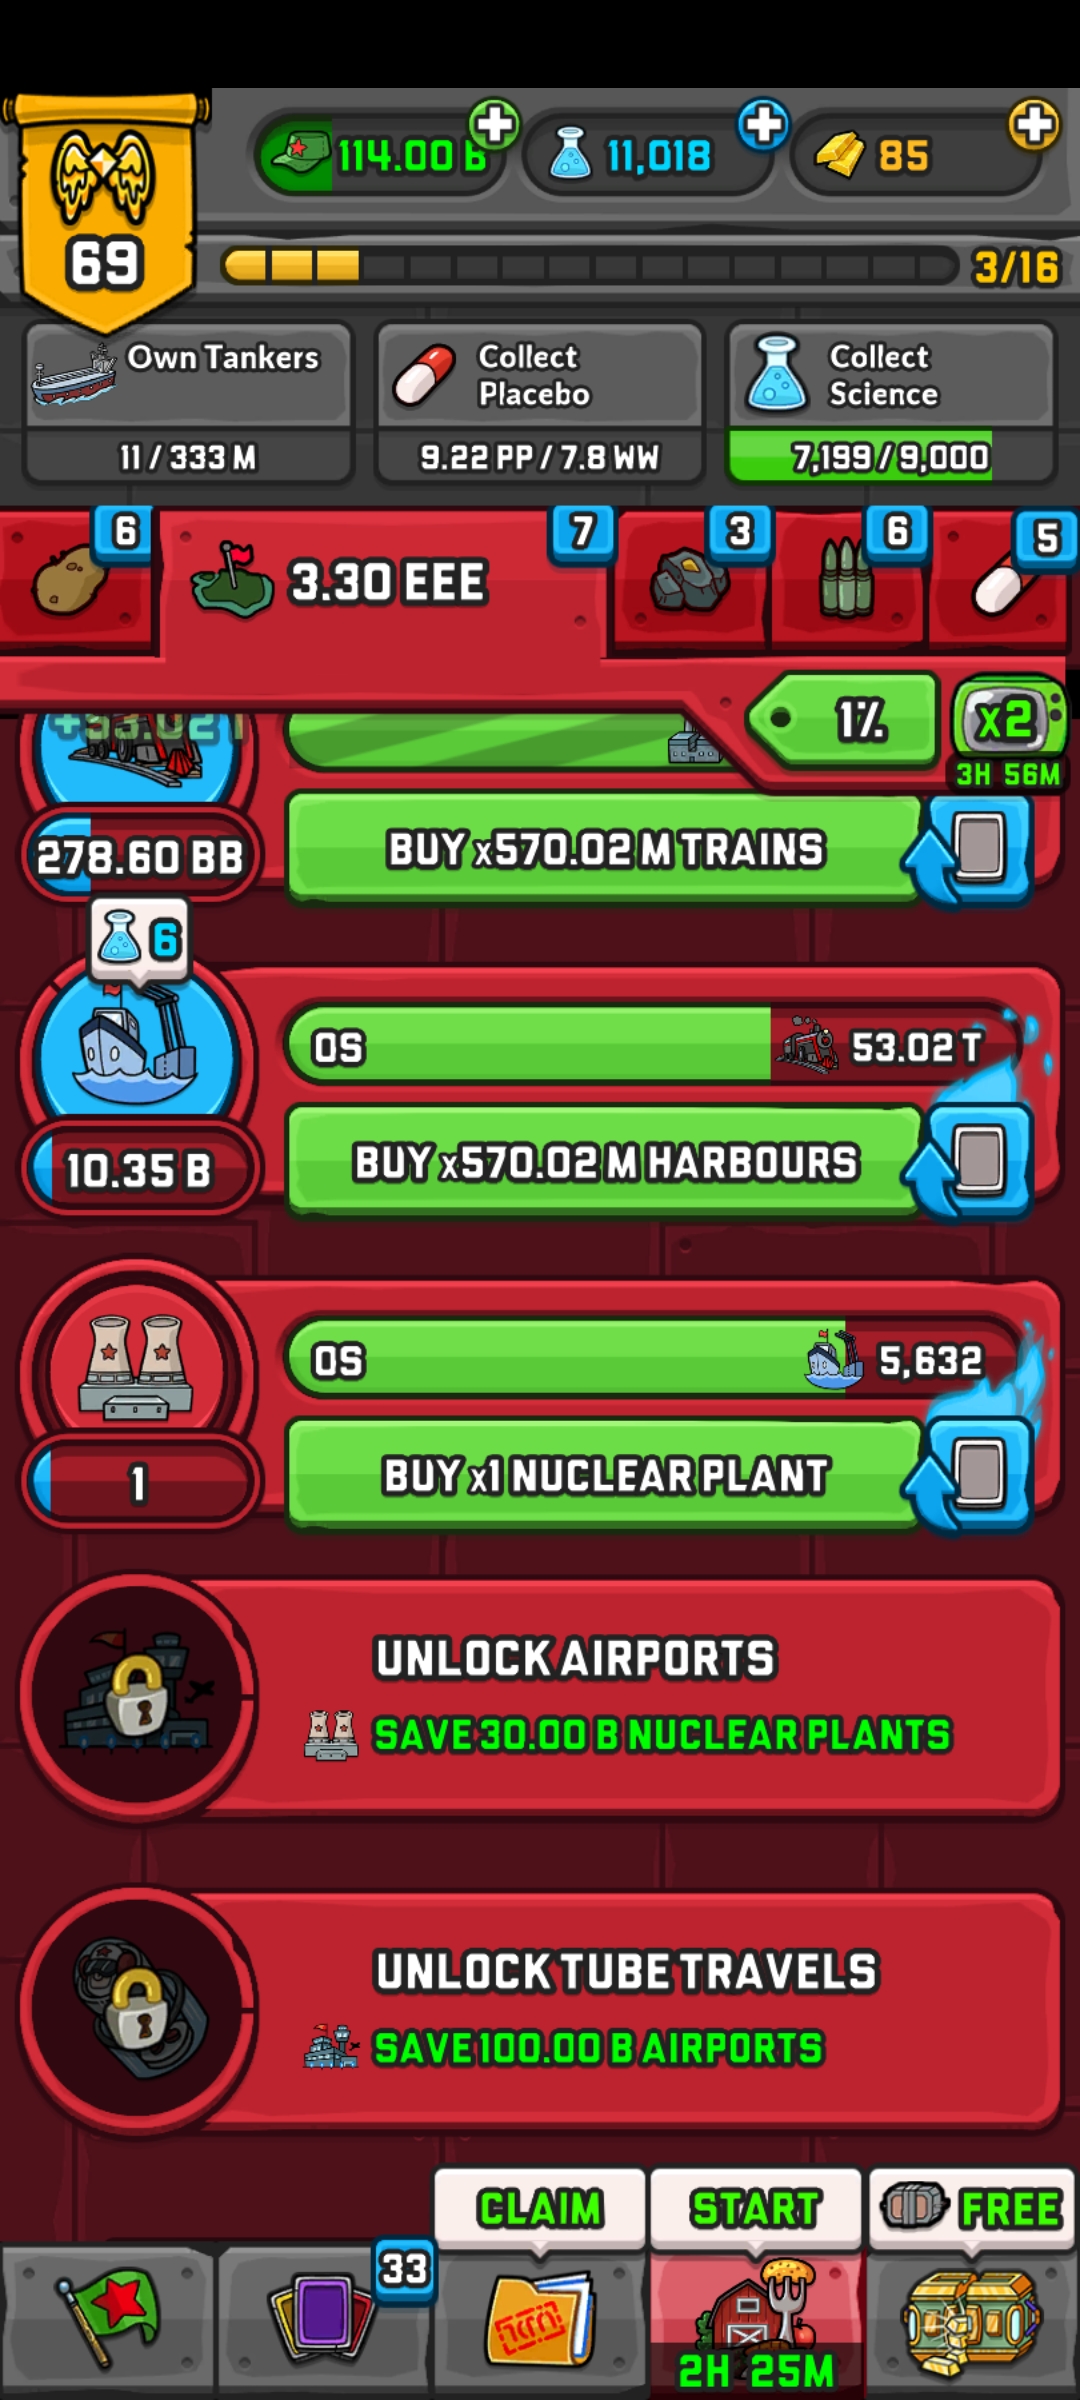 114.00 B
11,018
85
69
3/16
Own Tankers
11 / 333 M
Collect
Placebo
9.22 PP / 7.8 WW
Collect
Science
7,199 / 9,000
6
3.30 EEE
7
3
6
5
1%
x2
3H 56M
278.60 BB
BUY x570.02 M TRAINS
6
0S
53.02 T
10.35 B
BUY x570.02 M HARBOURS
0S
5,632
1
BUY x1 NUCLEAR PLANT
UNLOCK AIRPORTS
SAVE 30.00 B NUCLEAR PLANTS
UNLOCK TUBE TRAVELS
SAVE 100.00 B AIRPORTS
CLAIM
START
FREE
33
2H 25M